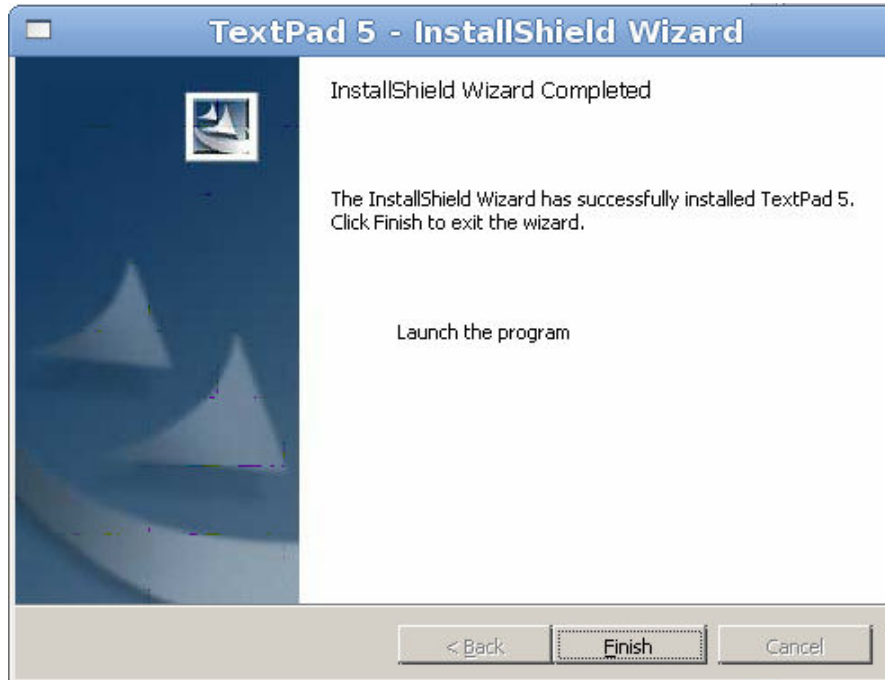 TextPad 5 - InstallShield Wizard
InstallShield Wizard Completed
The InstallShield Wizard has successfully installed TextPad 5.
Click Finish to exit the wizard.
Launch the program
< Back
Finish
Cancel